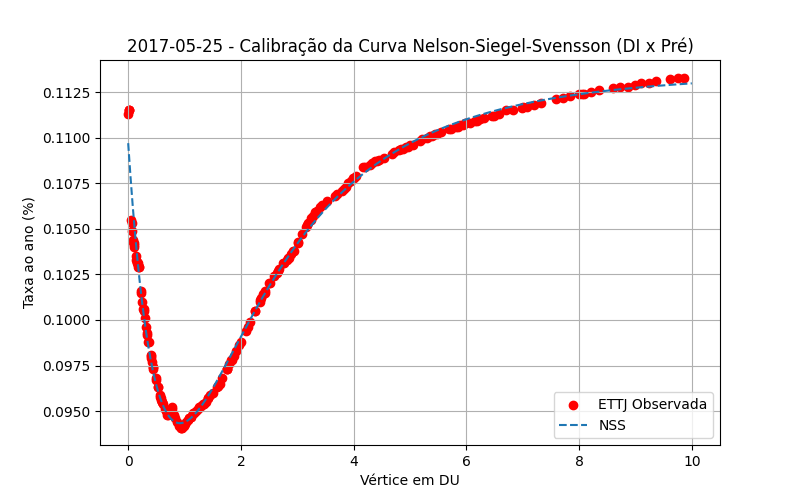 2017-05-25 - Calibração da Curva Nelson-Siegel-Svensson (DI x Pré)
Taxa ao ano (%)
0.1125
0.1100
0.1075
0.1050
0.1025
0.1000
0.0975
0.0950
ETTJ Observada
NSS
0 2 4 6 8 10
Vértice em DU